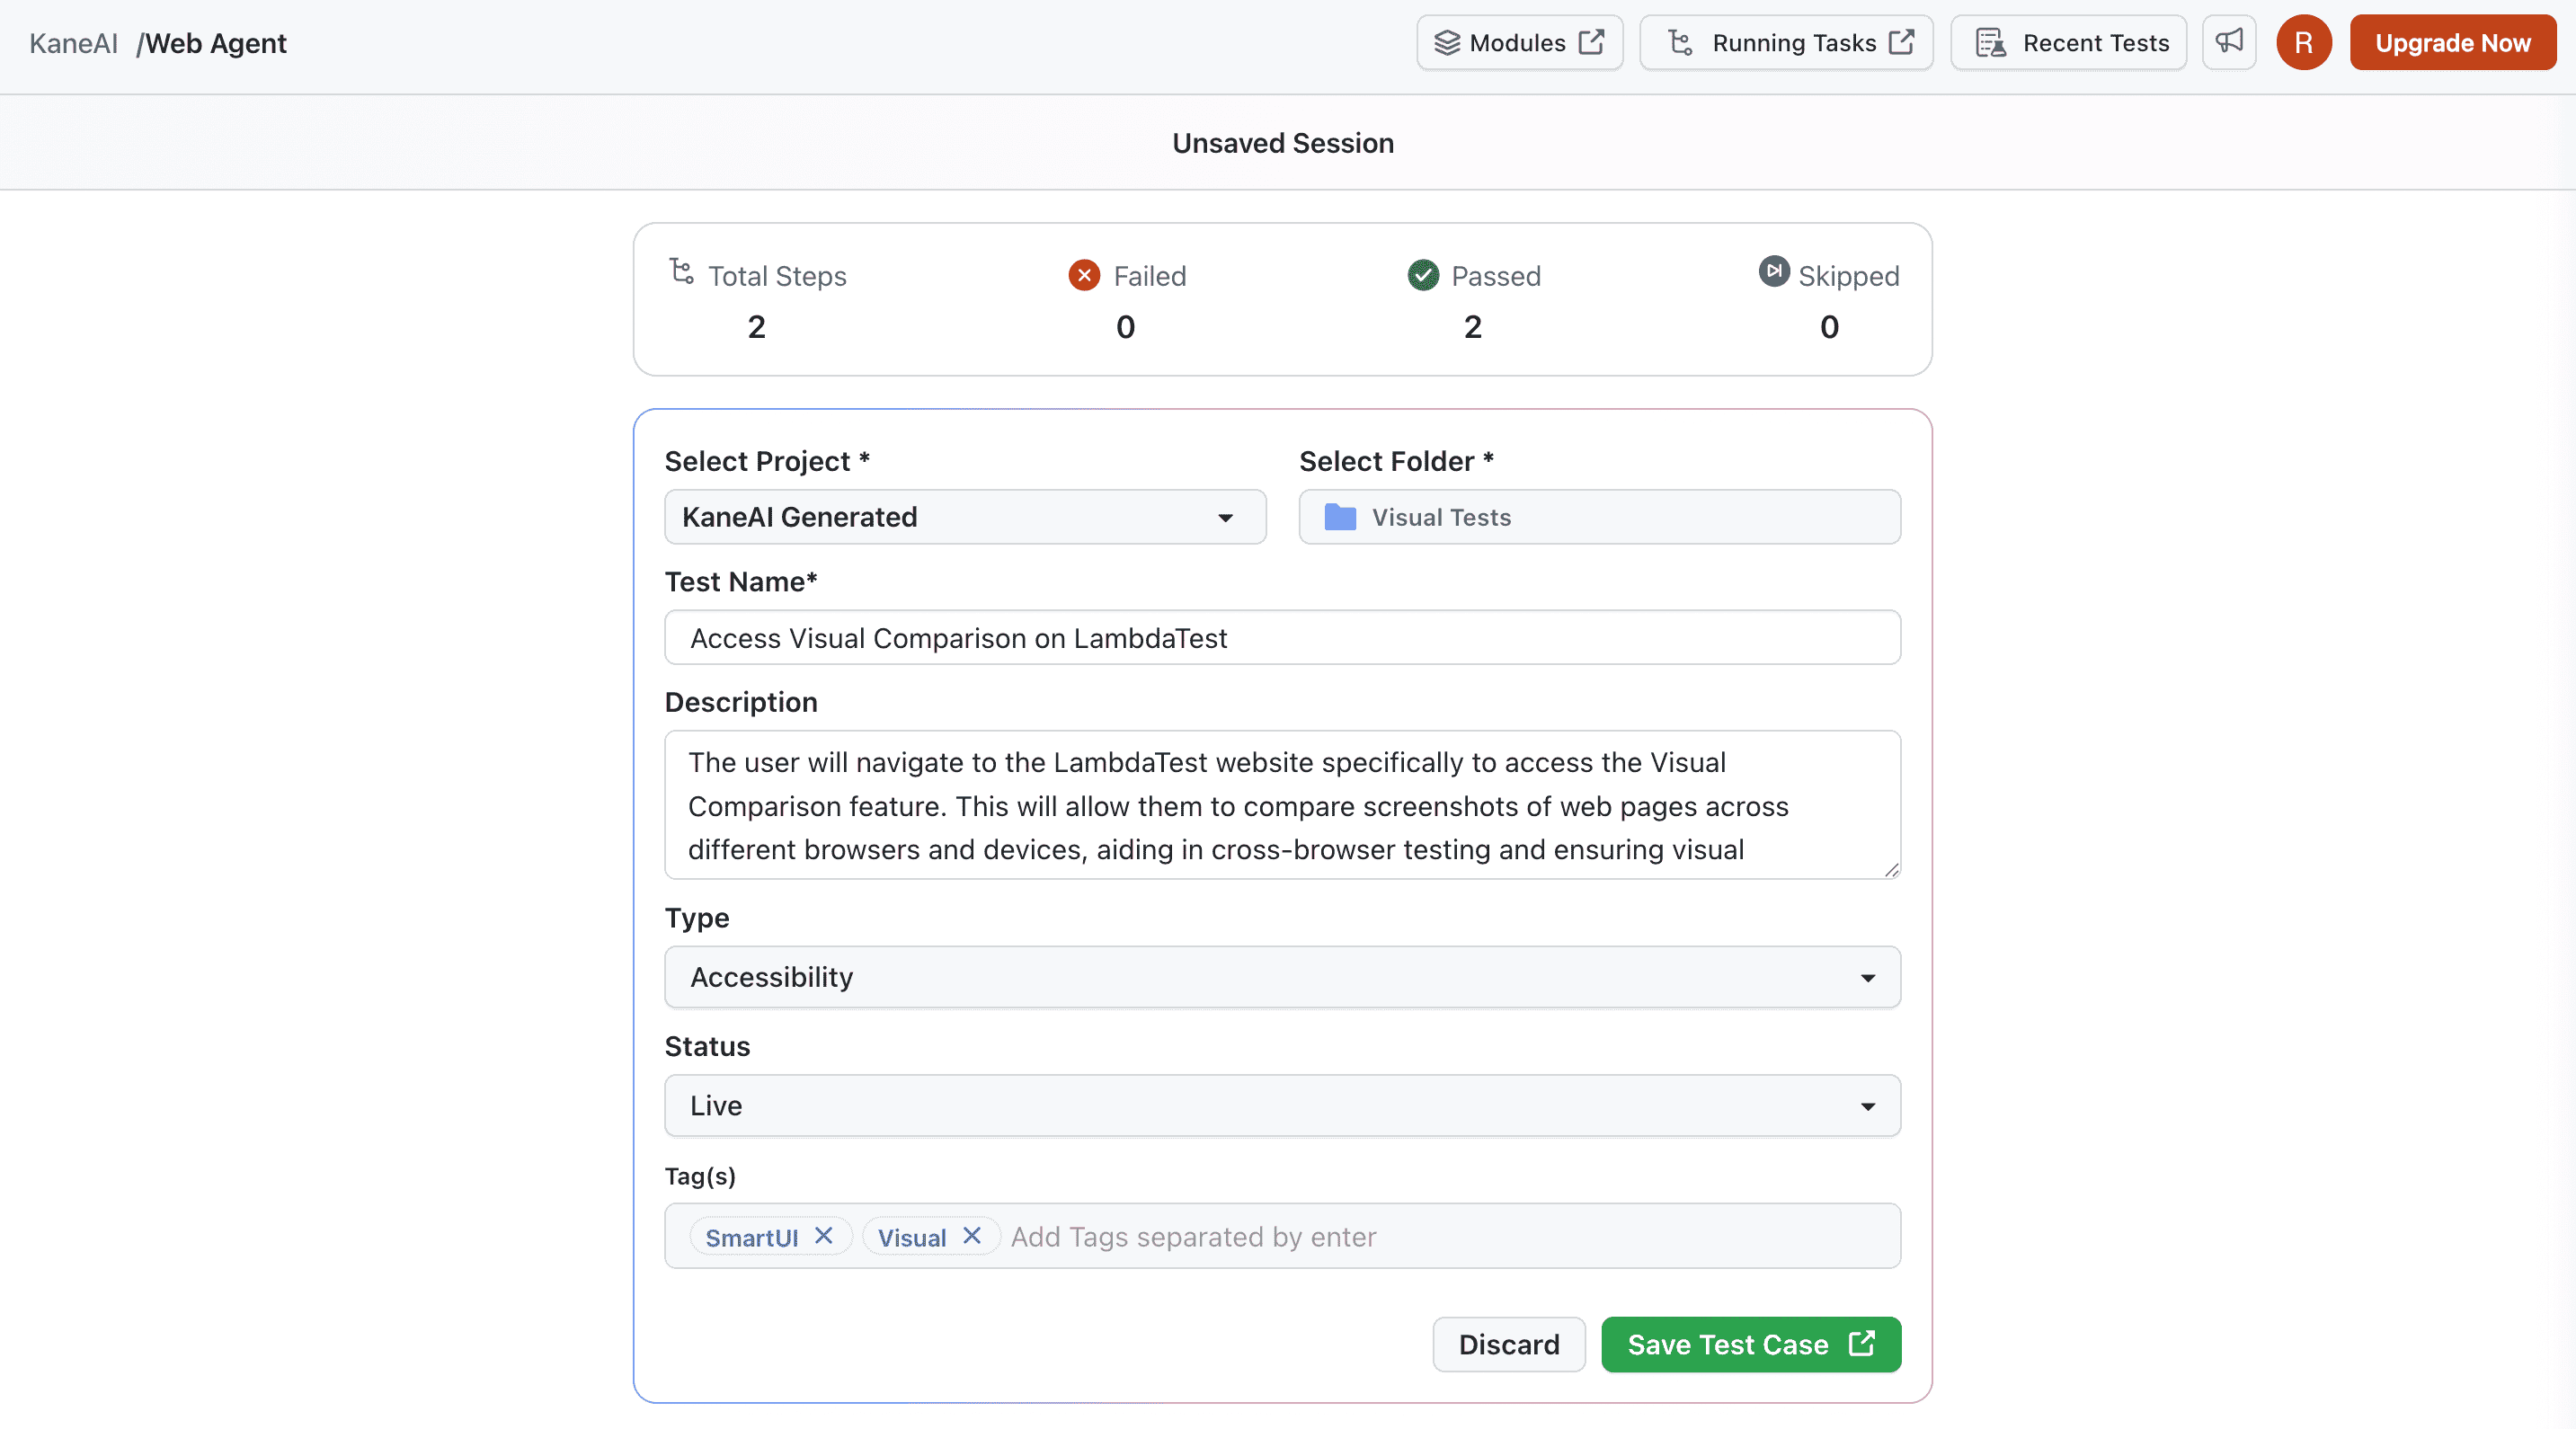 KaneAI /Web Agent
Modules
Running Tasks
Recent Tests
R
Upgrade Now
Unsaved Session
Total Steps
Failed
Passed
Skipped
2
0
2
0
Select Project *
Select Folder *
KaneAI Generated
Visual Tests
Test Name*
Access Visual Comparison on LambdaTest
Description
The user will navigate to the LambdaTest website specifically to access the Visual
Comparison feature. This will allow them to compare screenshots of web pages across
different browsers and devices, aiding in cross-browser testing and ensuring visual
Type
Accessibility
Status
Live
Tag(s)
SmartUI
Visual
Add Tags separated by enter
Discard
Save Test Case